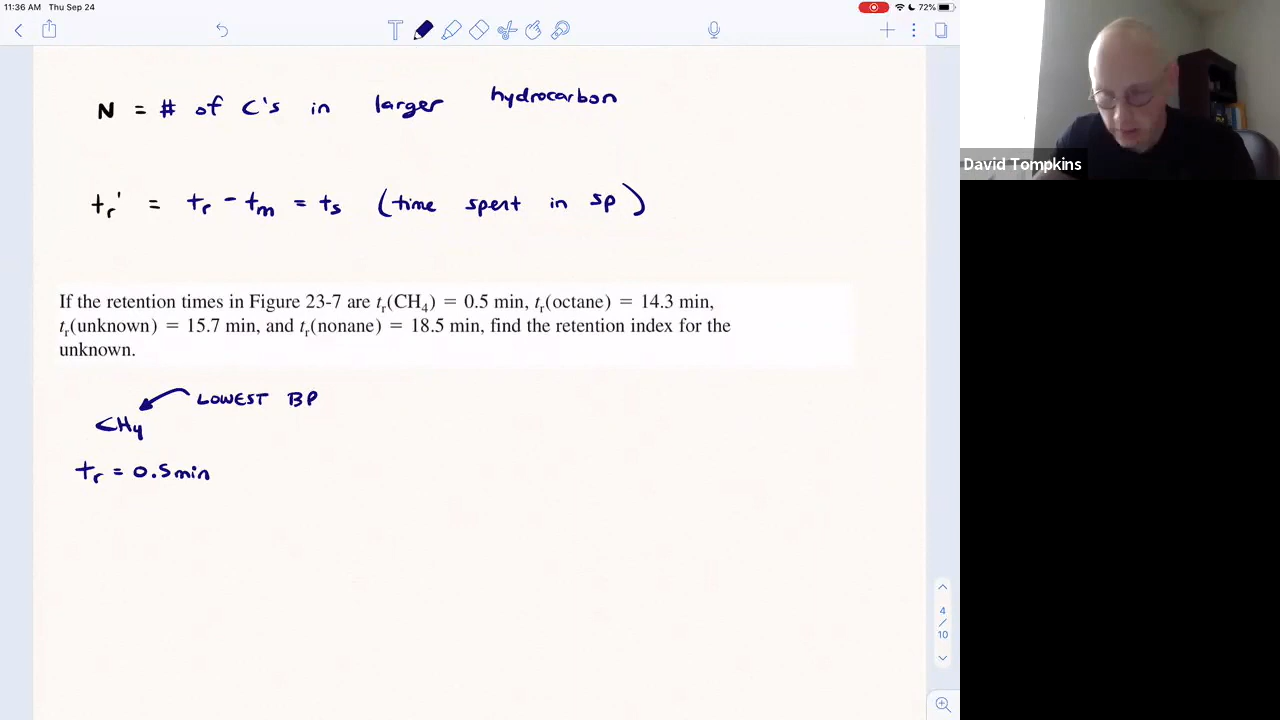 11:36 AM Thu Sep 24
72%
N = # of C's in larger hydrocarbon
tᵣ' = tᵣ - tₘ = tₛ (time spent in sp)
If the retention times in Figure 23-7 are tᵣ(CH₄) = 0.5 min, tᵣ(octane) = 14.3 min,
tᵣ(unknown) = 15.7 min, and tᵣ(nonane) = 18.5 min, find the retention index for the
unknown.
LOWEST BP
CH₄
tᵣ = 0.5min
4
/
10
David Tompkins